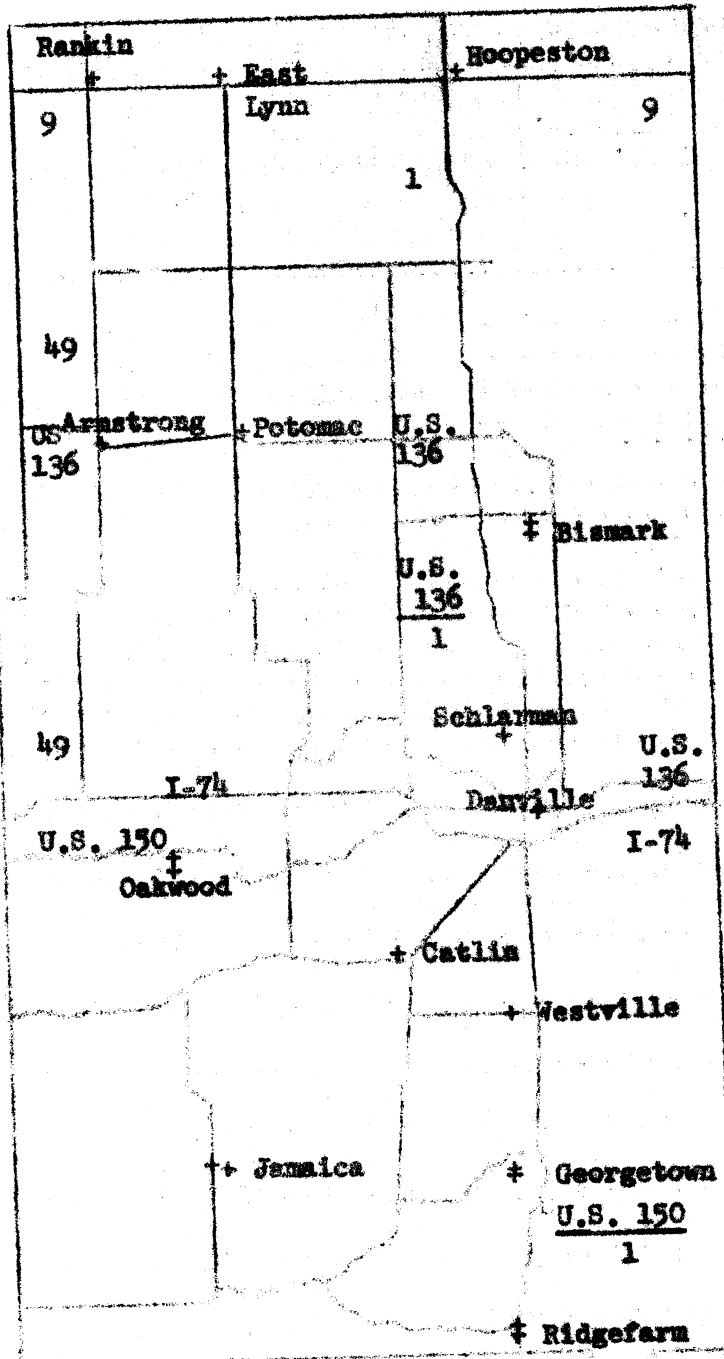 Rankin
Hoopeston
East
Lynn
9
9
1
49
Armstrong
Potomac
U.S.
136
US
136
Bismark
U.S.
136
1
Schlarman
49
U.S.
136
I-74
Danville
U.S. 150
I-74
Oakwood
Catlin
Westville
Jamaica
Georgetown
U.S. 150
1
Ridgefarm